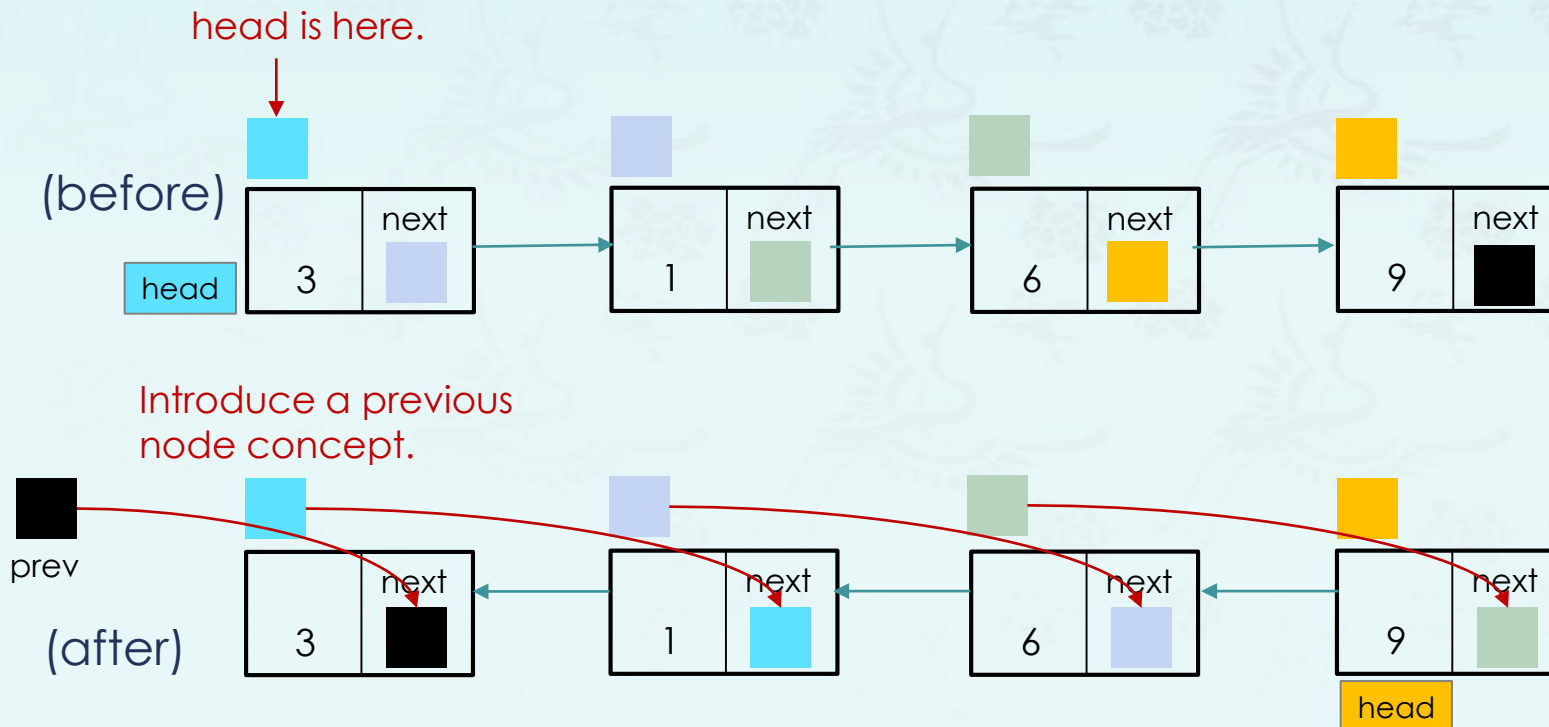 head is here.
(before)
next
next
next
next
head
3
1
6
9
Introduce a previous
node concept.
prev
next
next
next
next
(after)
3
1
6
9
head